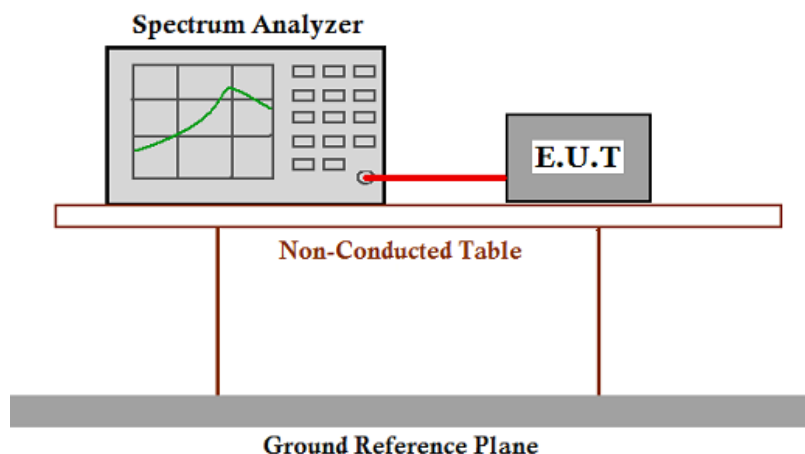 Spectrum Analyzer
E.U.T
Non-Conducted Table
Ground Reference Plane